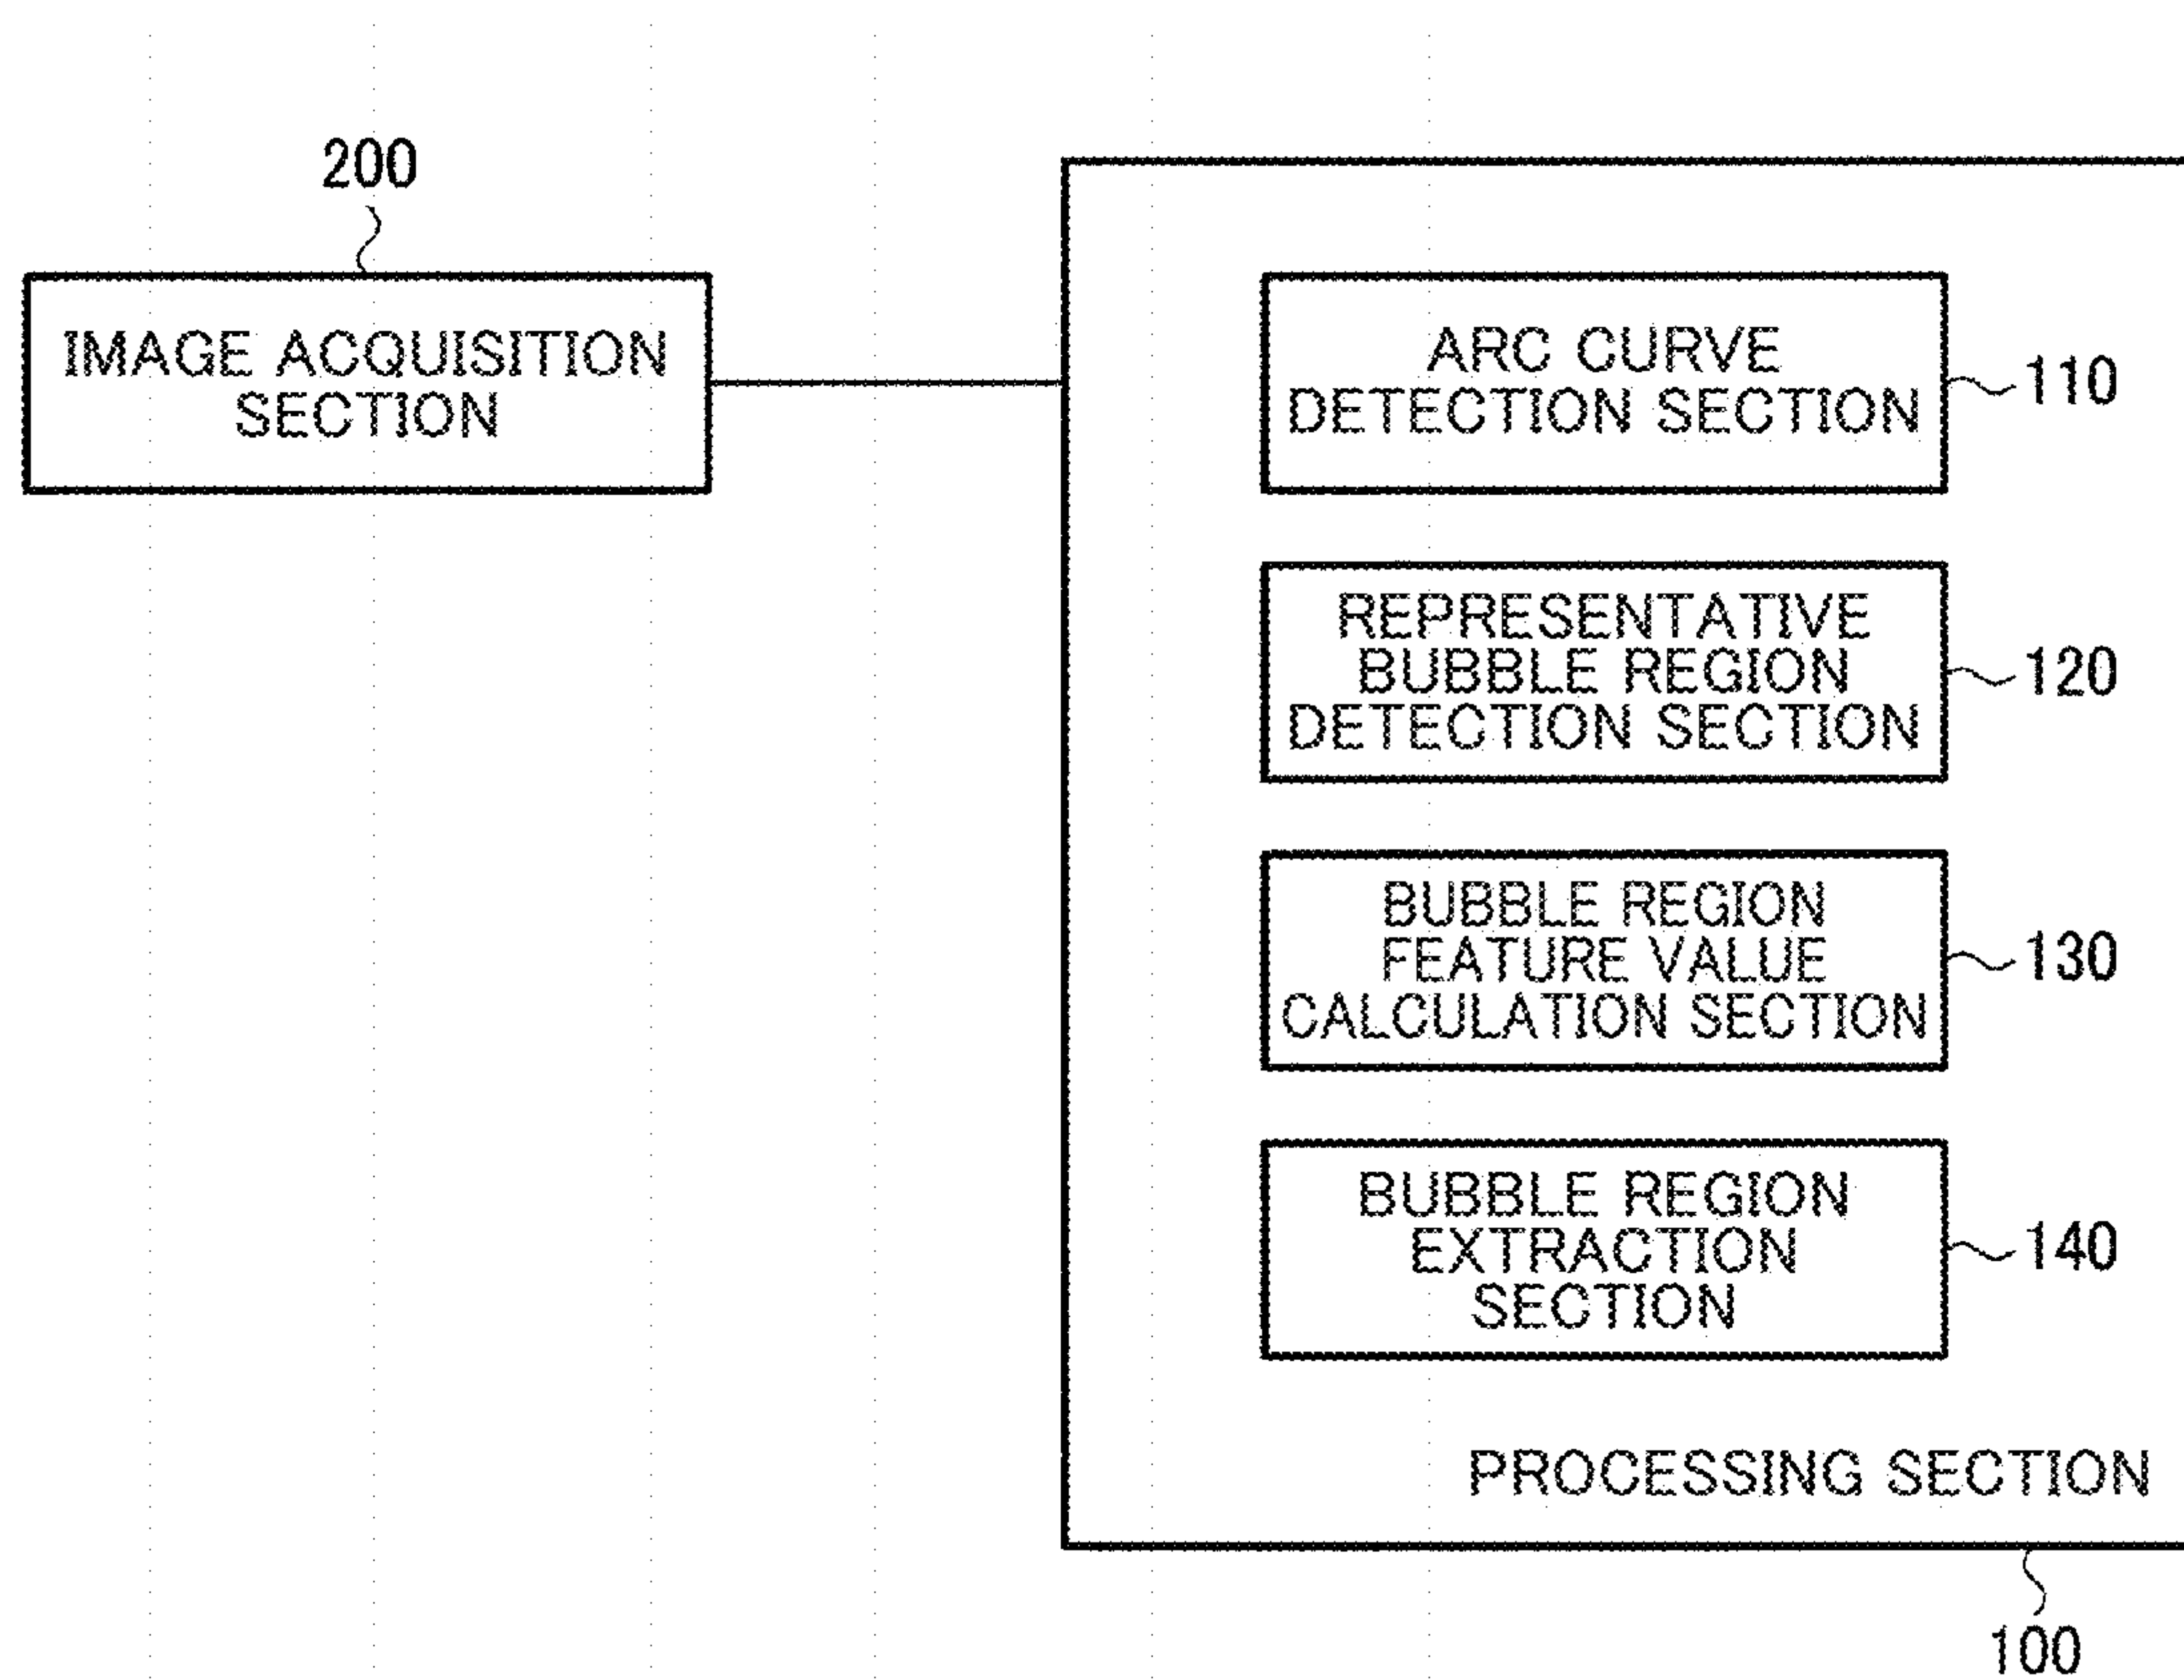 200
IMAGE ACQUISITION
SECTION
ARC CURVE
DETECTION SECTION
110
REPRESENTATIVE
BUBBLE REGION
DETECTION SECTION
120
BUBBLE REGION
FEATURE VALUE
CALCULATION SECTION
130
BUBBLE REGION
EXTRACTION
SECTION
140
PROCESSING SECTION
100